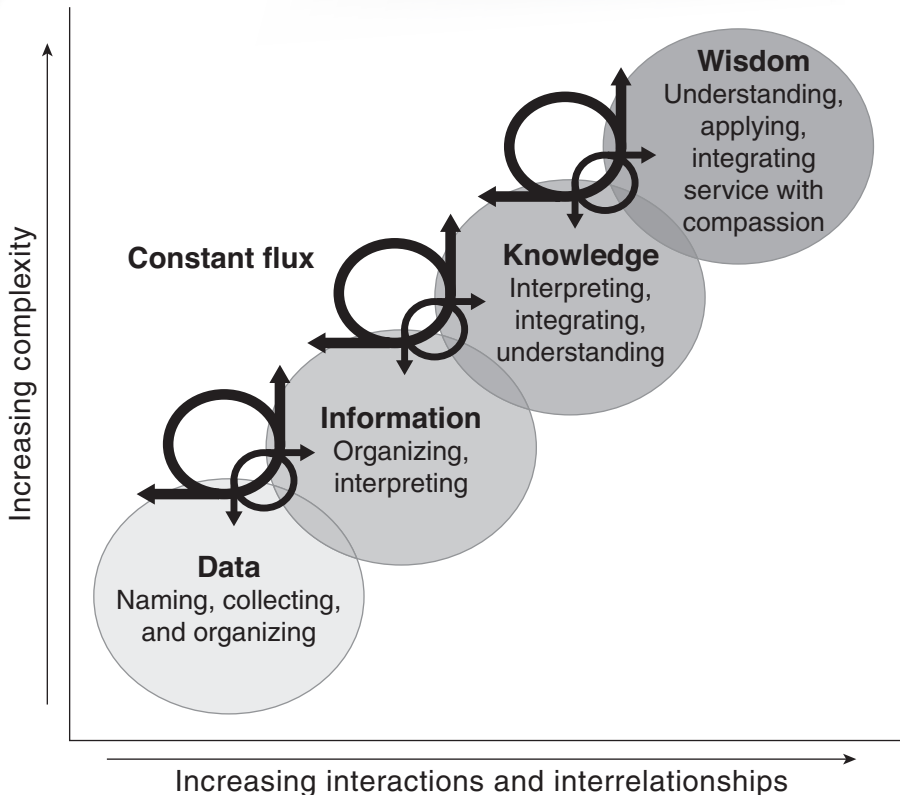 Wisdom
Understanding,
applying,
integrating
service with
compassion
Constant flux
Knowledge
Interpreting,
integrating,
understanding
Information
Organizing,
interpreting
Data
Naming, collecting,
and organizing
Increasing complexity
Increasing interactions and interrelationships